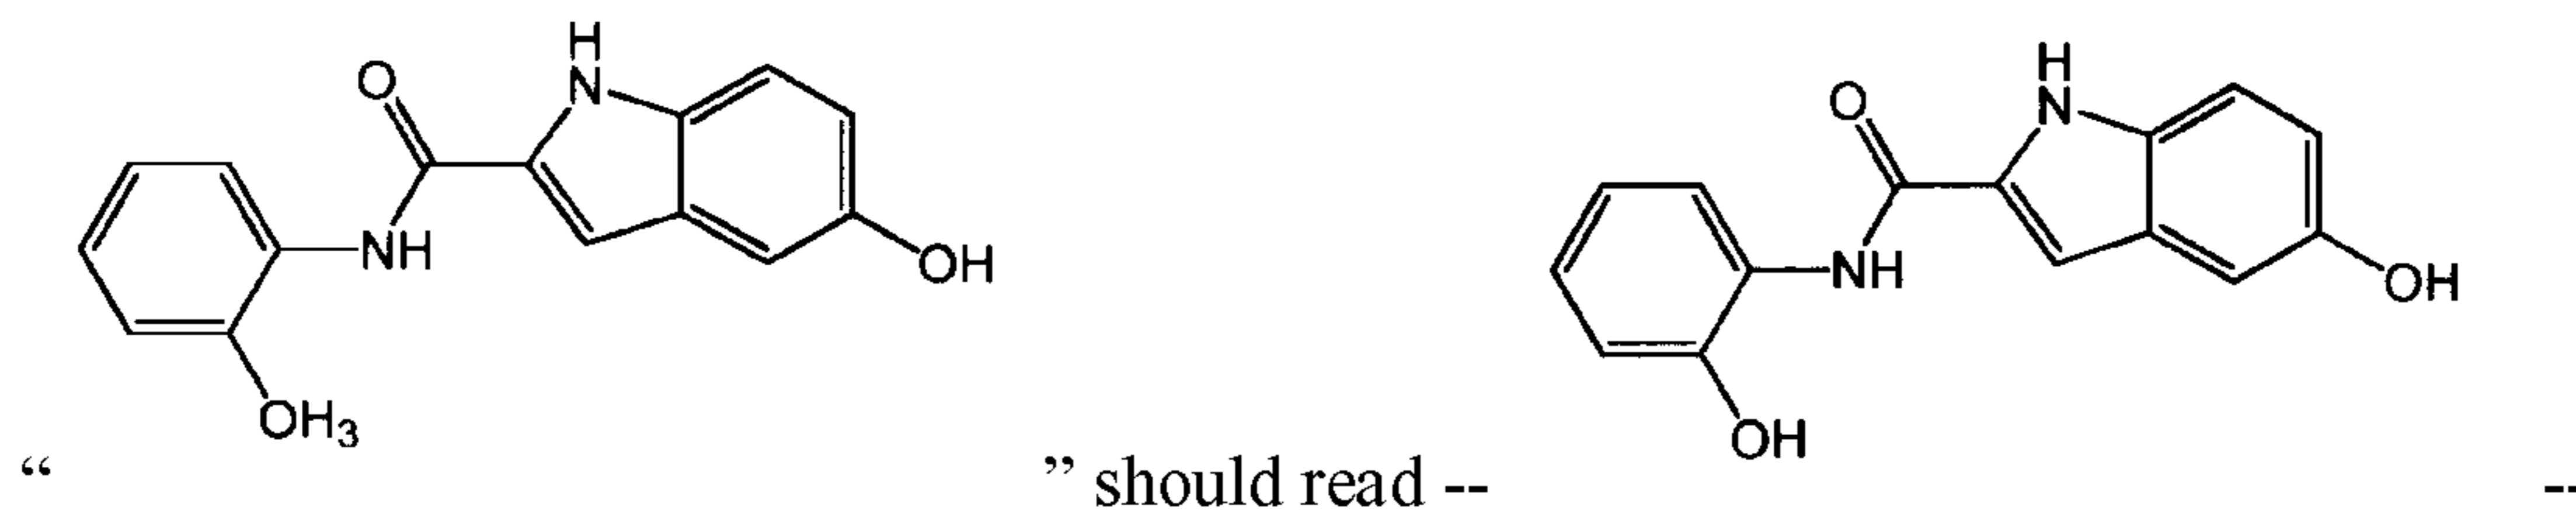 H
O N
NH
OH
OH₃
H
O N
NH
OH
OH
“ ” should read -- --